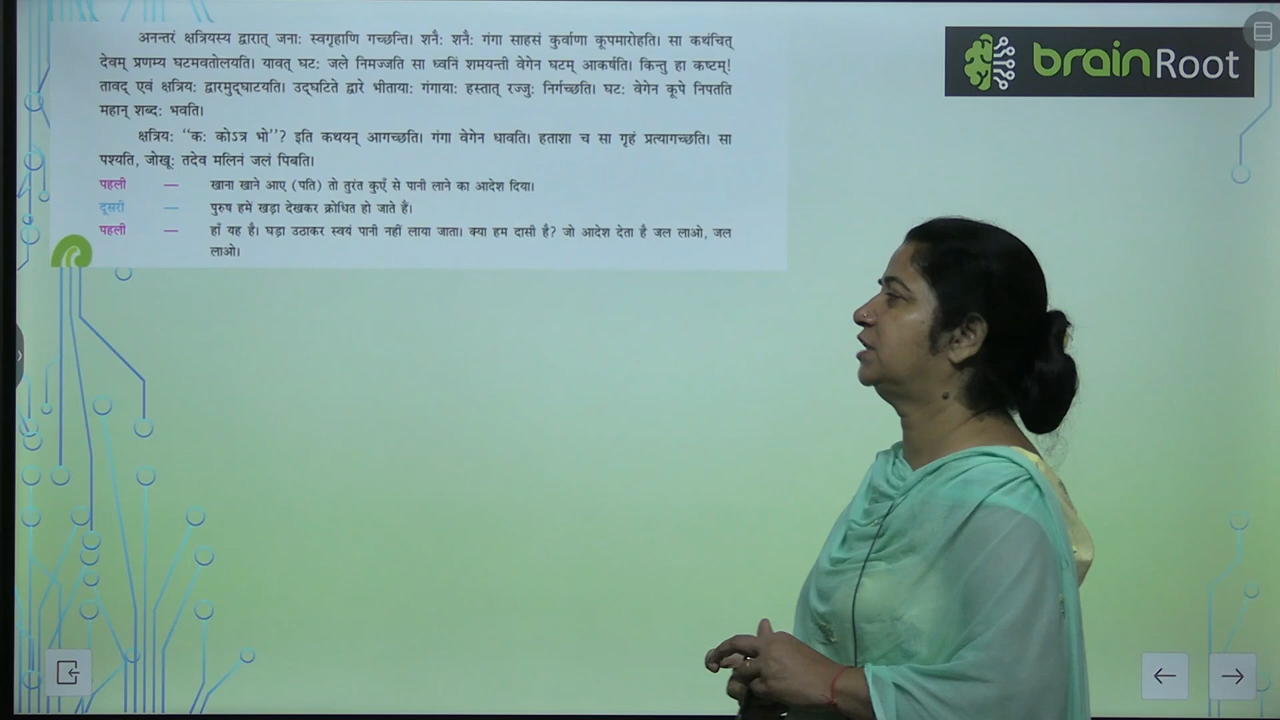 अनन्तरं क्षत्रियस्य द्वारात् जनाः स्वगृहाणि गच्छन्ति। शनैः शनैः गंगा साहसं कुर्वाणा कूपमारोहति। सा कथंचित्
देवम् प्रणम्य घटमवतोलयति। यावत् घटः जले निमज्जति सा ध्वनिं शमयन्ती वेगेन घटम् आकर्षति। किन्तु हा कष्टम्!
तावद् एवं क्षत्रियः द्वारमुद्घाटयति। उद्घटिते द्वारे भीतायाः गंगायाः हस्तात् रज्जुः निर्गच्छति। घटः वेगेन कूपे निपतति
महान् शब्दः भवति।
क्षत्रियः “कः कोऽत्र भो”? इति कथयन् आगच्छति। गंगा वेगेन धावति। हताशा च सा गृहं प्रत्यागच्छति। सा
पश्यति, जोखूः तदेव मलिनं जलं पिबति।
पहली — खाना खाने आए (पति) तो तुरंत कुएँ से पानी लाने का आदेश दिया।
दूसरी — पुरुष हमें खड़ा देखकर क्रोधित हो जाते हैं।
पहली — हाँ यह है। घड़ा उठाकर स्वयं पानी नहीं लाया जाता। क्या हम दासी है? जो आदेश देता है जल लाओ, जल
लाओ।
brainRoot